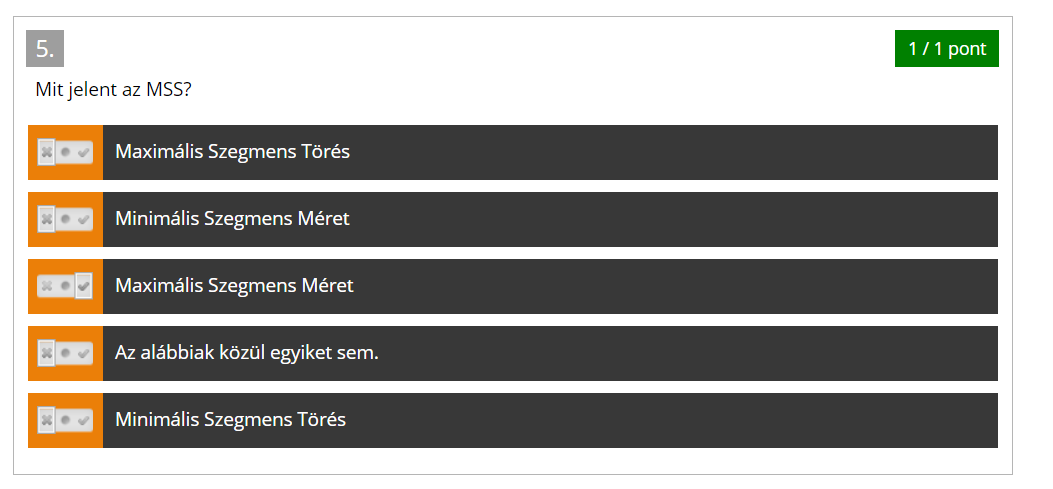 5.
1 / 1 pont
Mit jelent az MSS?
Maximális Szegmens Törés
Minimális Szegmens Méret
Maximális Szegmens Méret
Az alábbiak közül egyiket sem.
Minimális Szegmens Törés